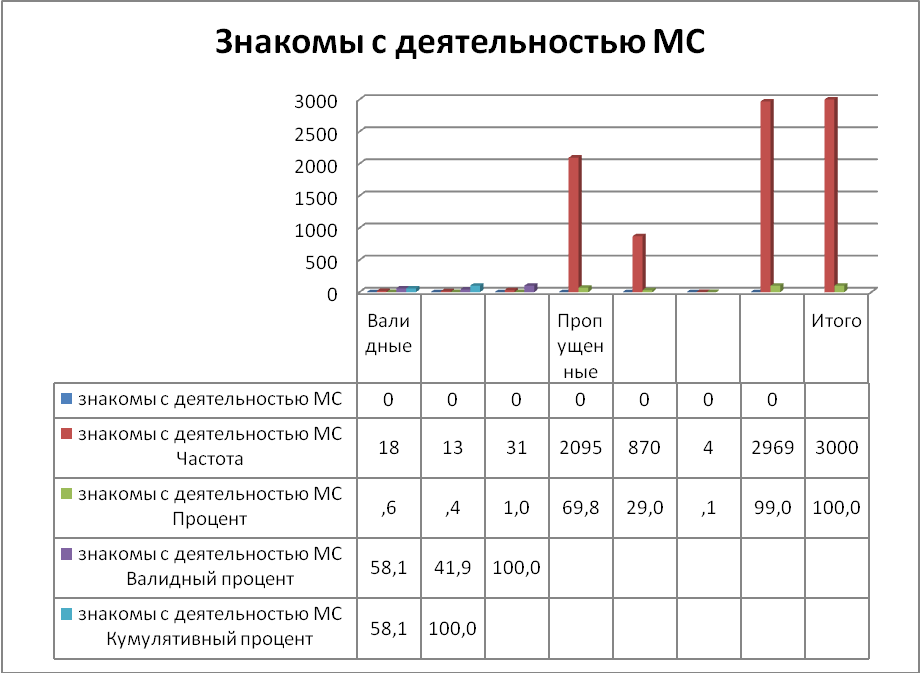 Знакомы с деятельностью МС
3000
2500
2000
1500
1000
500
0
Вали
дные
Проп
ущен
ные
Итого
знакомы с деятельностью МС 0 0 0 0 0 0 0
знакомы с деятельностью МС
Частота 18 13 31 2095 870 4 2969 3000
знакомы с деятельностью МС
Процент ,6 ,4 1,0 69,8 29,0 ,1 99,0 100,0
знакомы с деятельностью МС
Валидный процент 58,1 41,9 100,0
знакомы с деятельностью МС
Кумулятивный процент 58,1 100,0